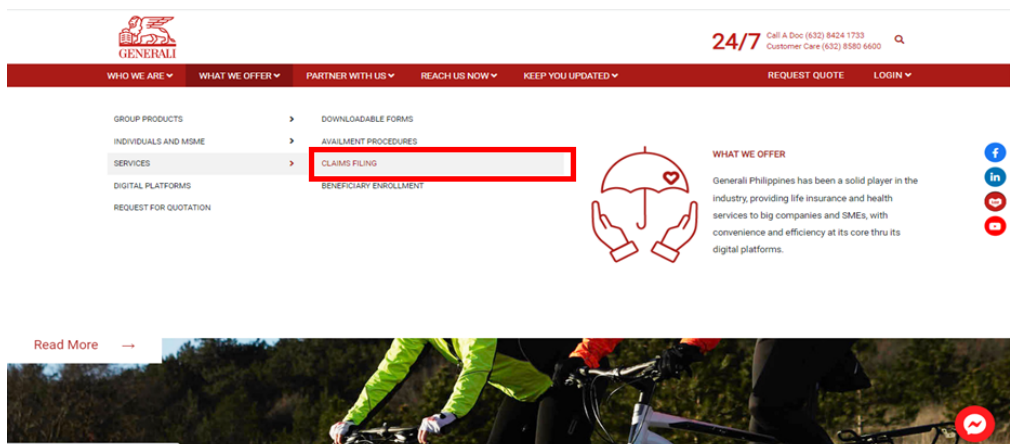 GENERALI
24/7
Call A Doc (632) 8424 1733
Customer Care (632) 8580 6600
WHO WE ARE
WHAT WE OFFER
PARTNER WITH US
REACH US NOW
KEEP YOU UPDATED
REQUEST QUOTE
LOGIN
GROUP PRODUCTS
INDIVIDUALS AND MSME
SERVICES
DIGITAL PLATFORMS
REQUEST FOR QUOTATION
DOWNLOADABLE FORMS
AVAILMENT PROCEDURES
CLAIMS FILING
BENEFICIARY ENROLLMENT
WHAT WE OFFER
Generali Philippines has been a solid player in the
industry, providing life insurance and health
services to big companies and SMEs, with
convenience and efficiency at its core thru its
digital platforms.
Read More →